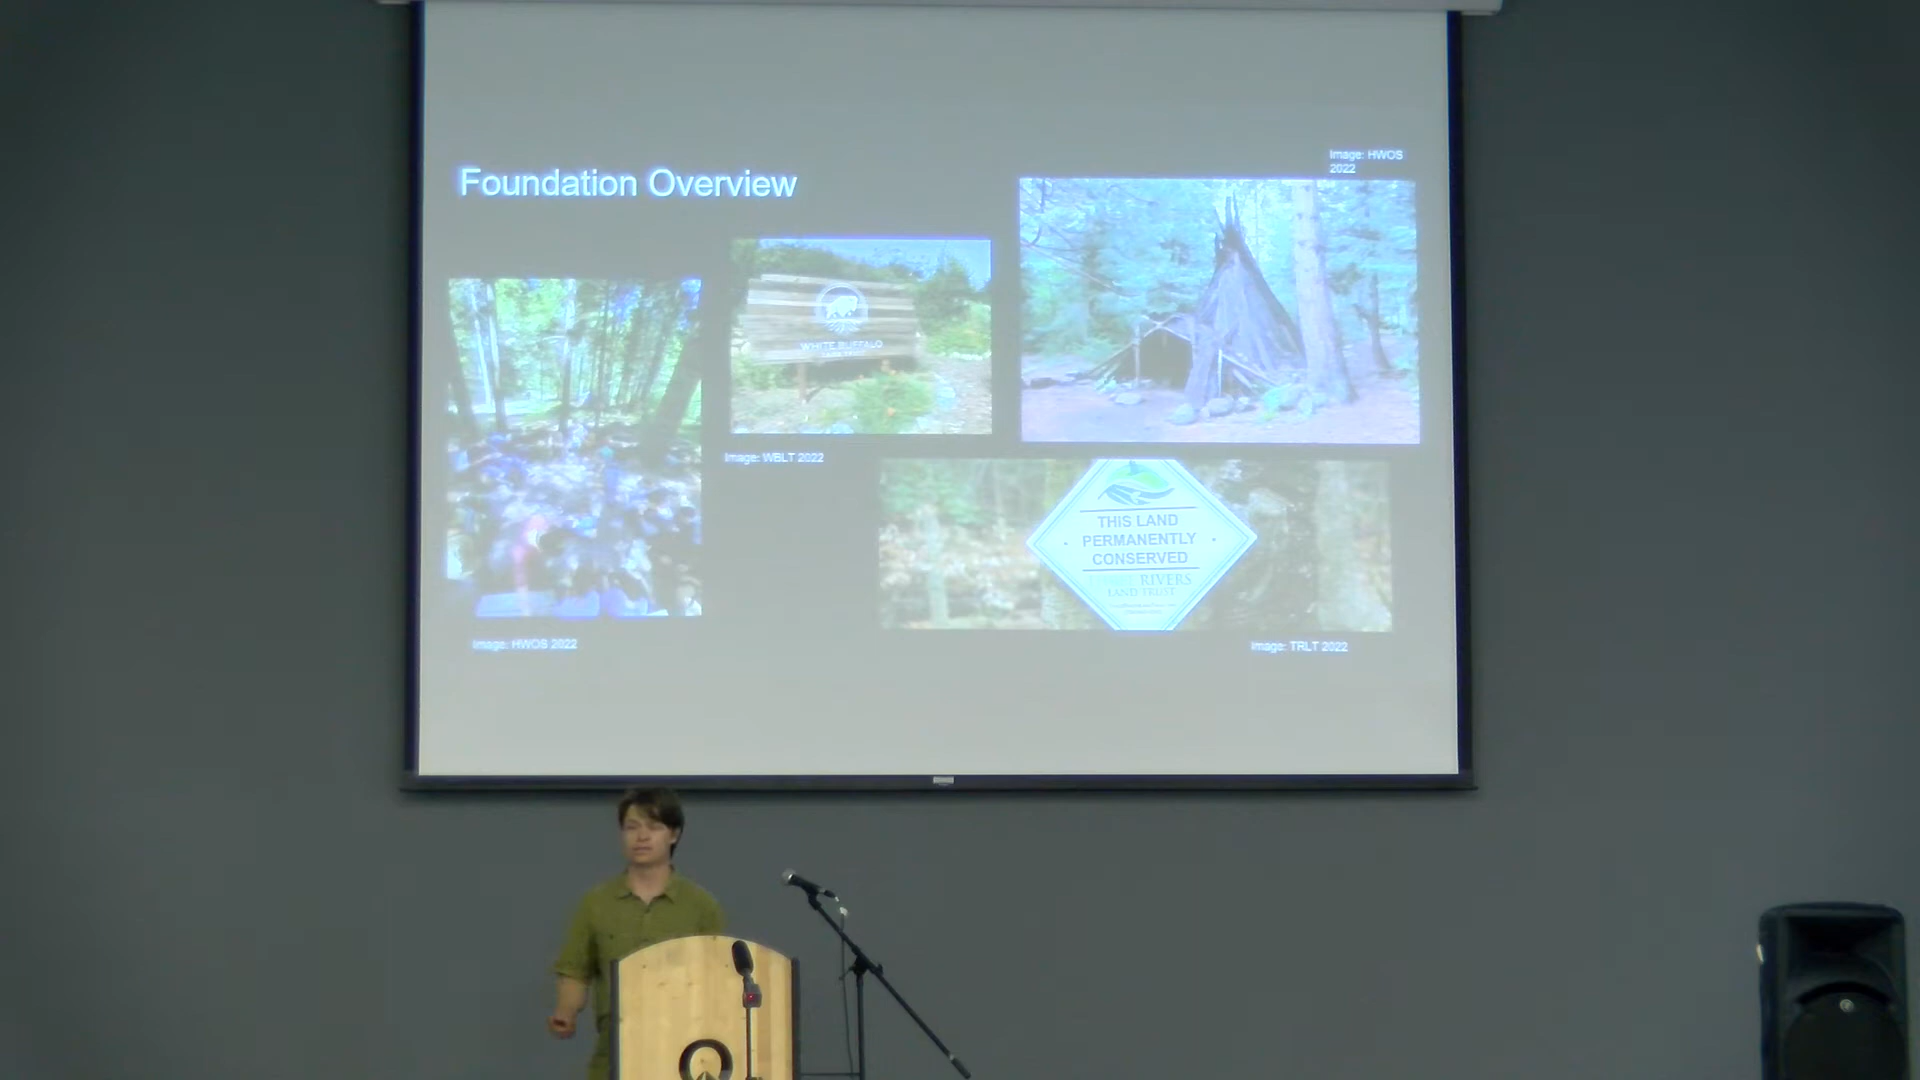 Foundation Overview
Image: HWOS
2022
WHITE BUFFALO
Image: WBLT 2022
THIS LAND
PERMANENTLY
CONSERVED
RIVERS
LAND TRUST
Image: HWOS 2022
Image: TRLT 2022